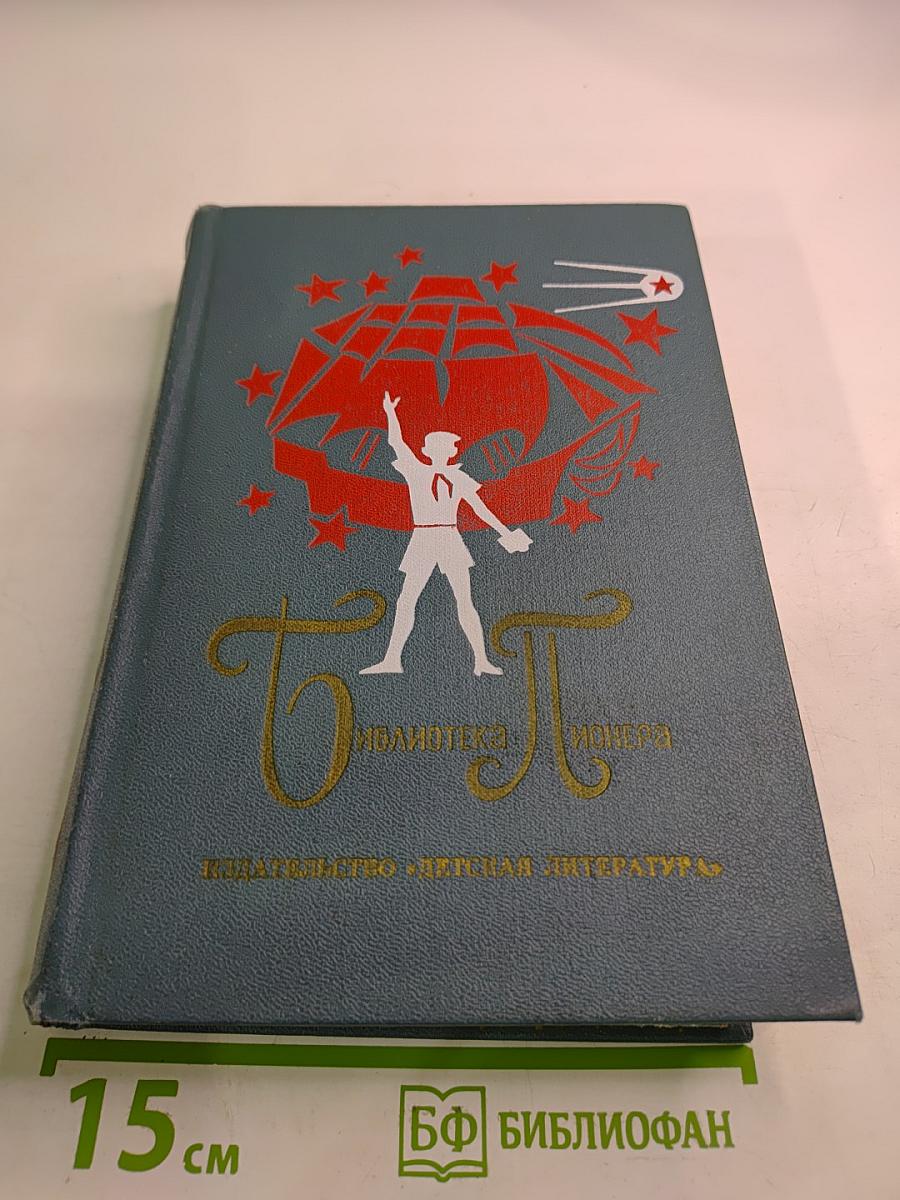 Библиотека Пионера
ИЗДАТЕЛЬСТВО «ДЕТСКАЯ ЛИТЕРАТУРА»
15 см
БФ БИБЛИОФАН